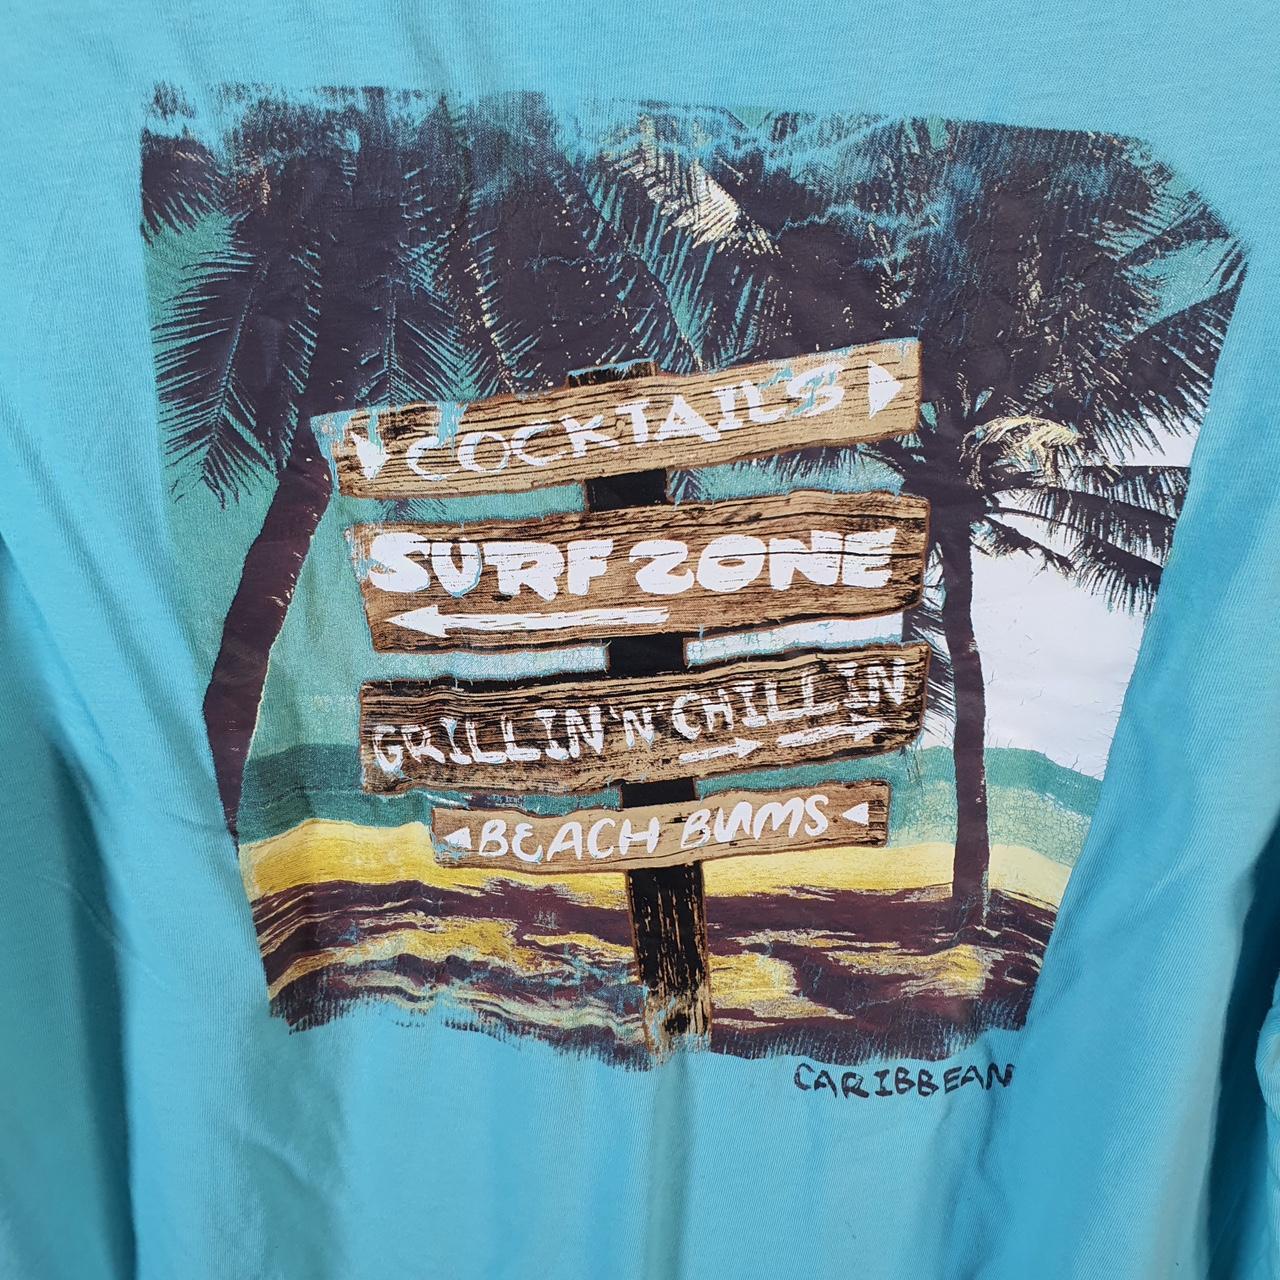 COCKTAILS
SURF ZONE
GRILLIN 'N' CHILLIN
BEACH BUMS
CARIBBEAN